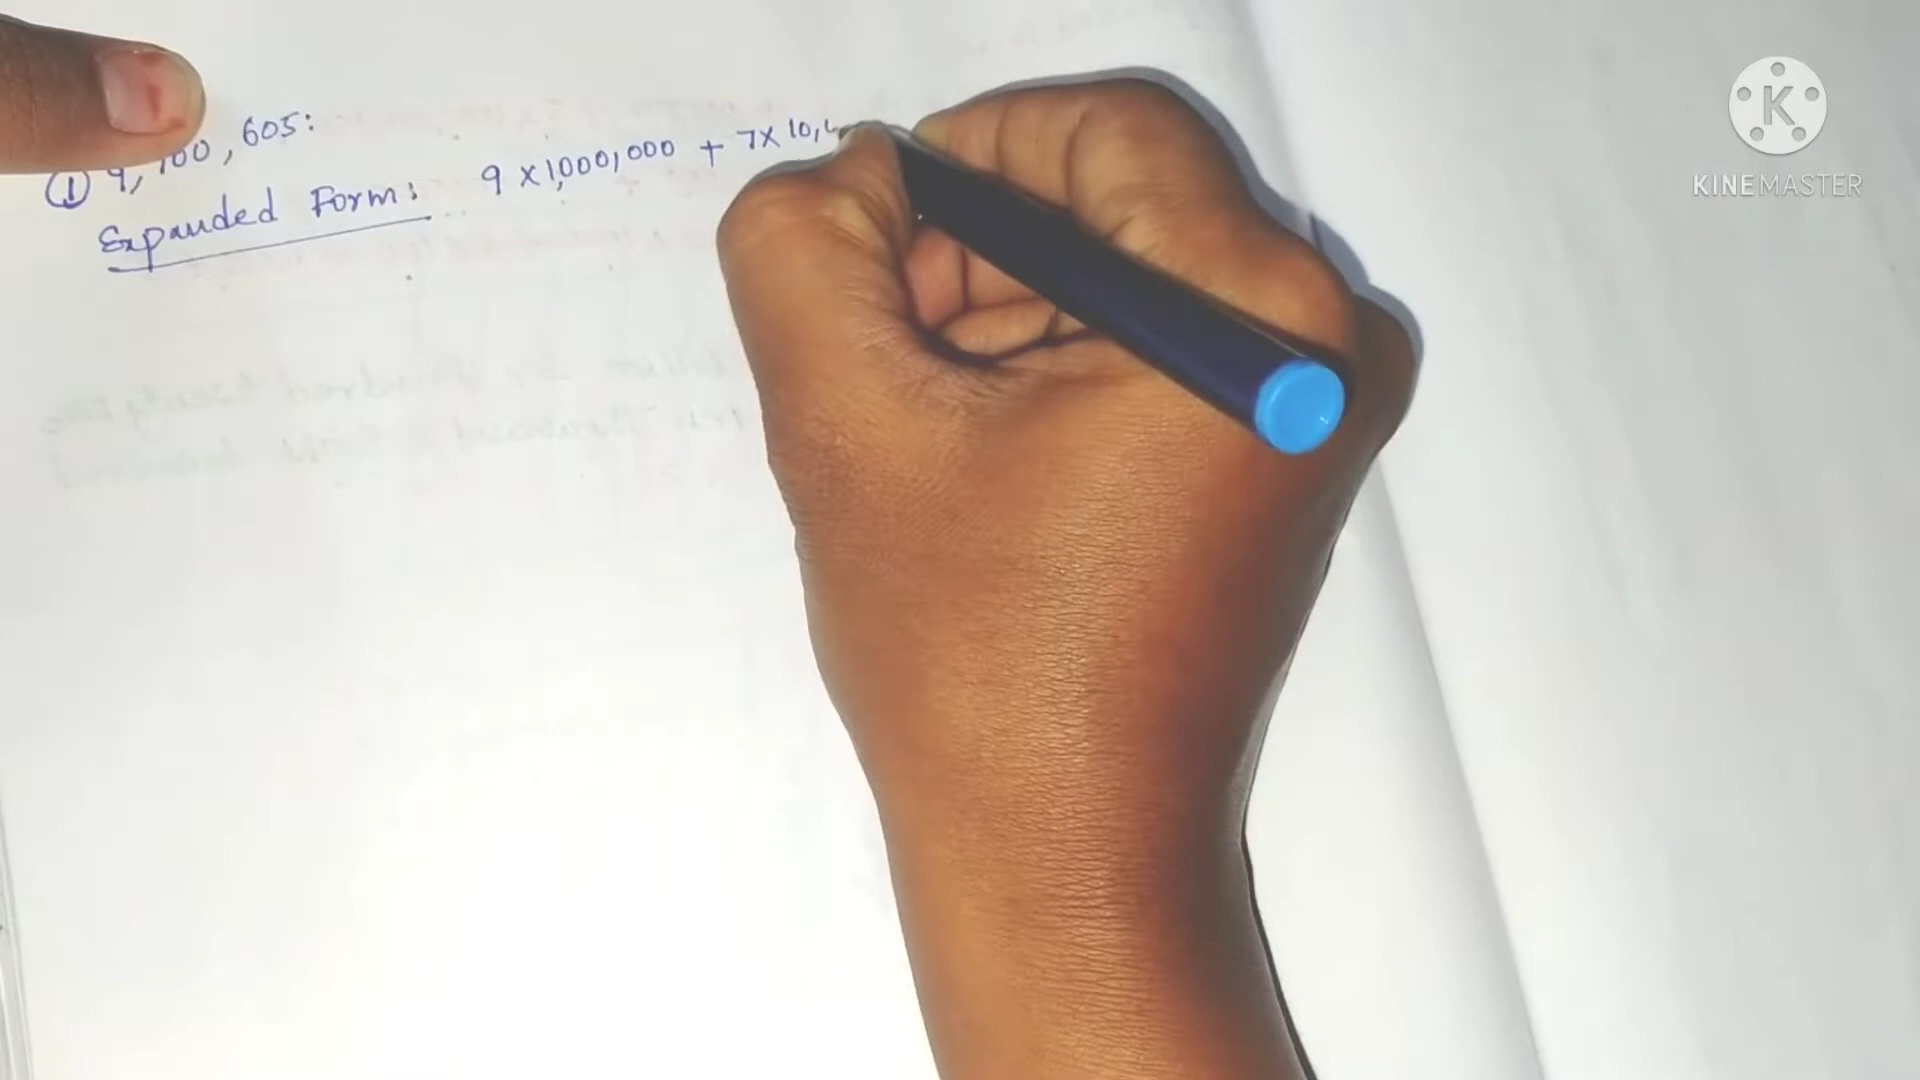 ① 9,700,605:
Expanded Form: 9 x 1,000,000 + 7 x 10,
KINEMASTER